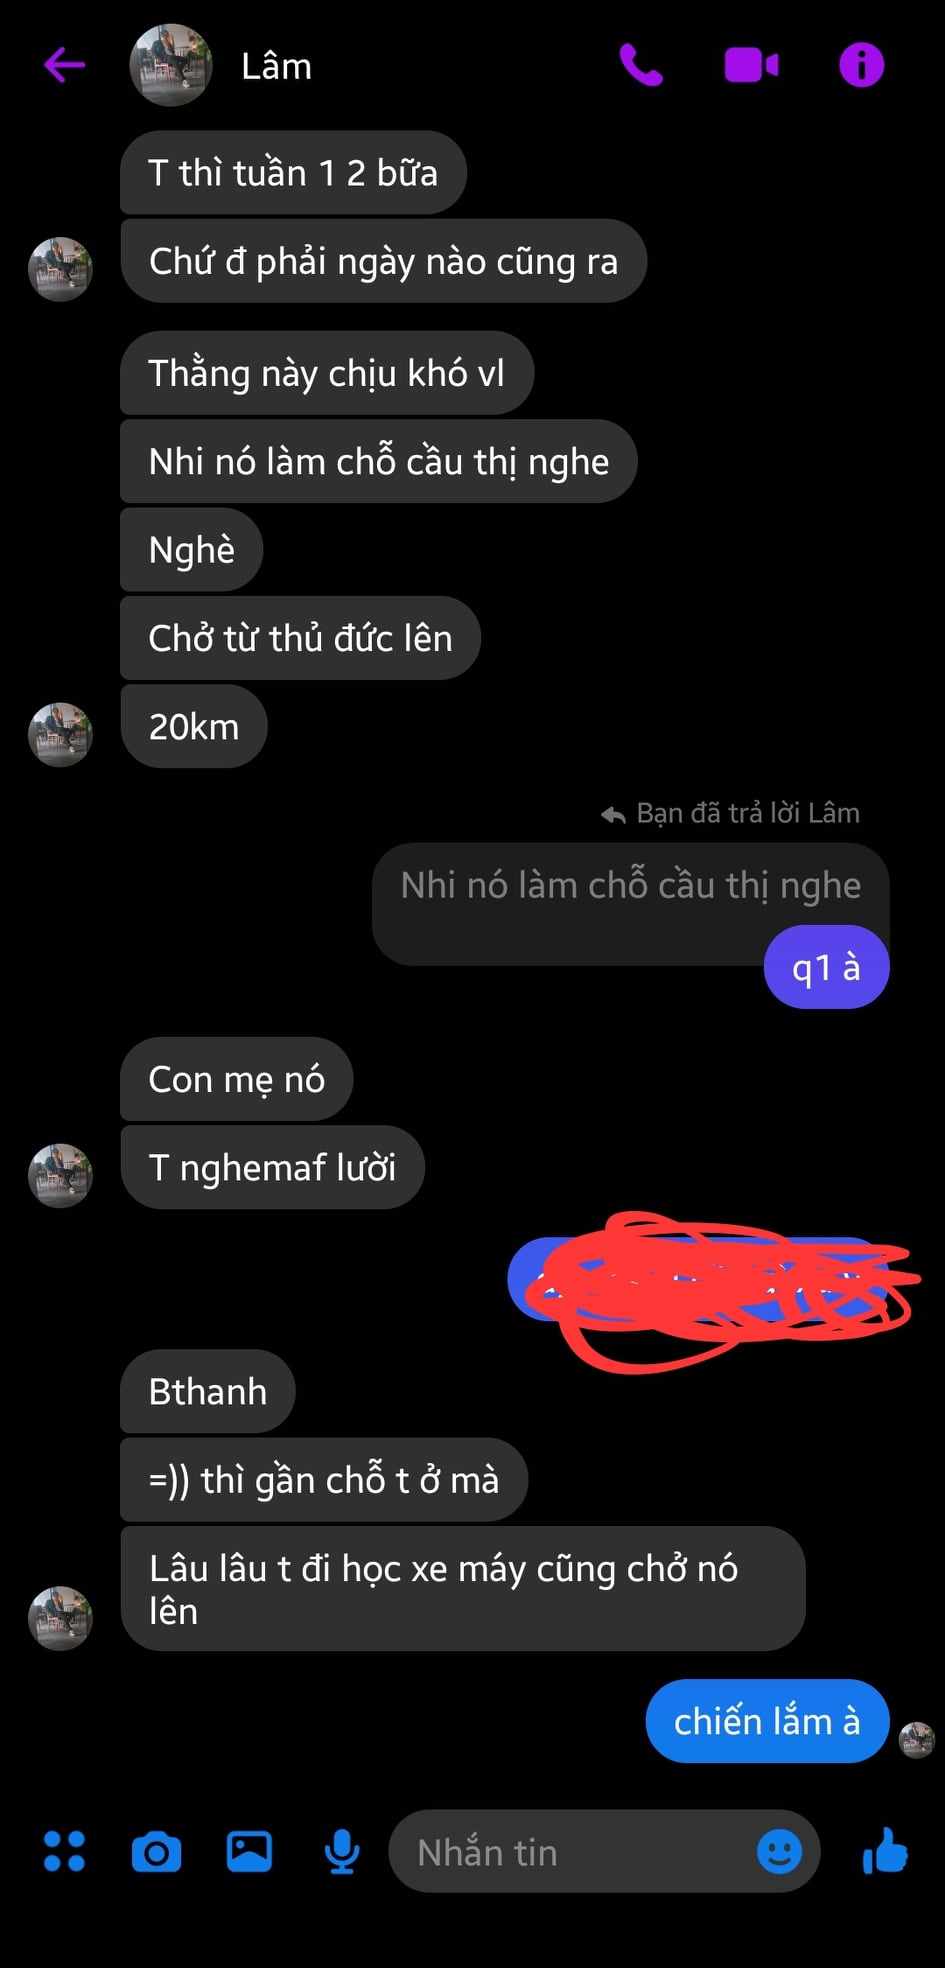 Lâm
T thì tuần 1 2 bữa
Chứ đ phải ngày nào cũng ra
Thằng này chịu khó vl
Nhi nó làm chỗ cầu thị nghe
Nghè
Chở từ thủ đức lên
20km
Bạn đã trả lời Lâm
Nhi nó làm chỗ cầu thị nghe
q1 à
Con mẹ nó
T nghemaf lười
Bthanh
=)) thì gần chỗ t ở mà
Lâu lâu t đi học xe máy cũng chở nó
lên
chiến lắm à
Nhắn tin